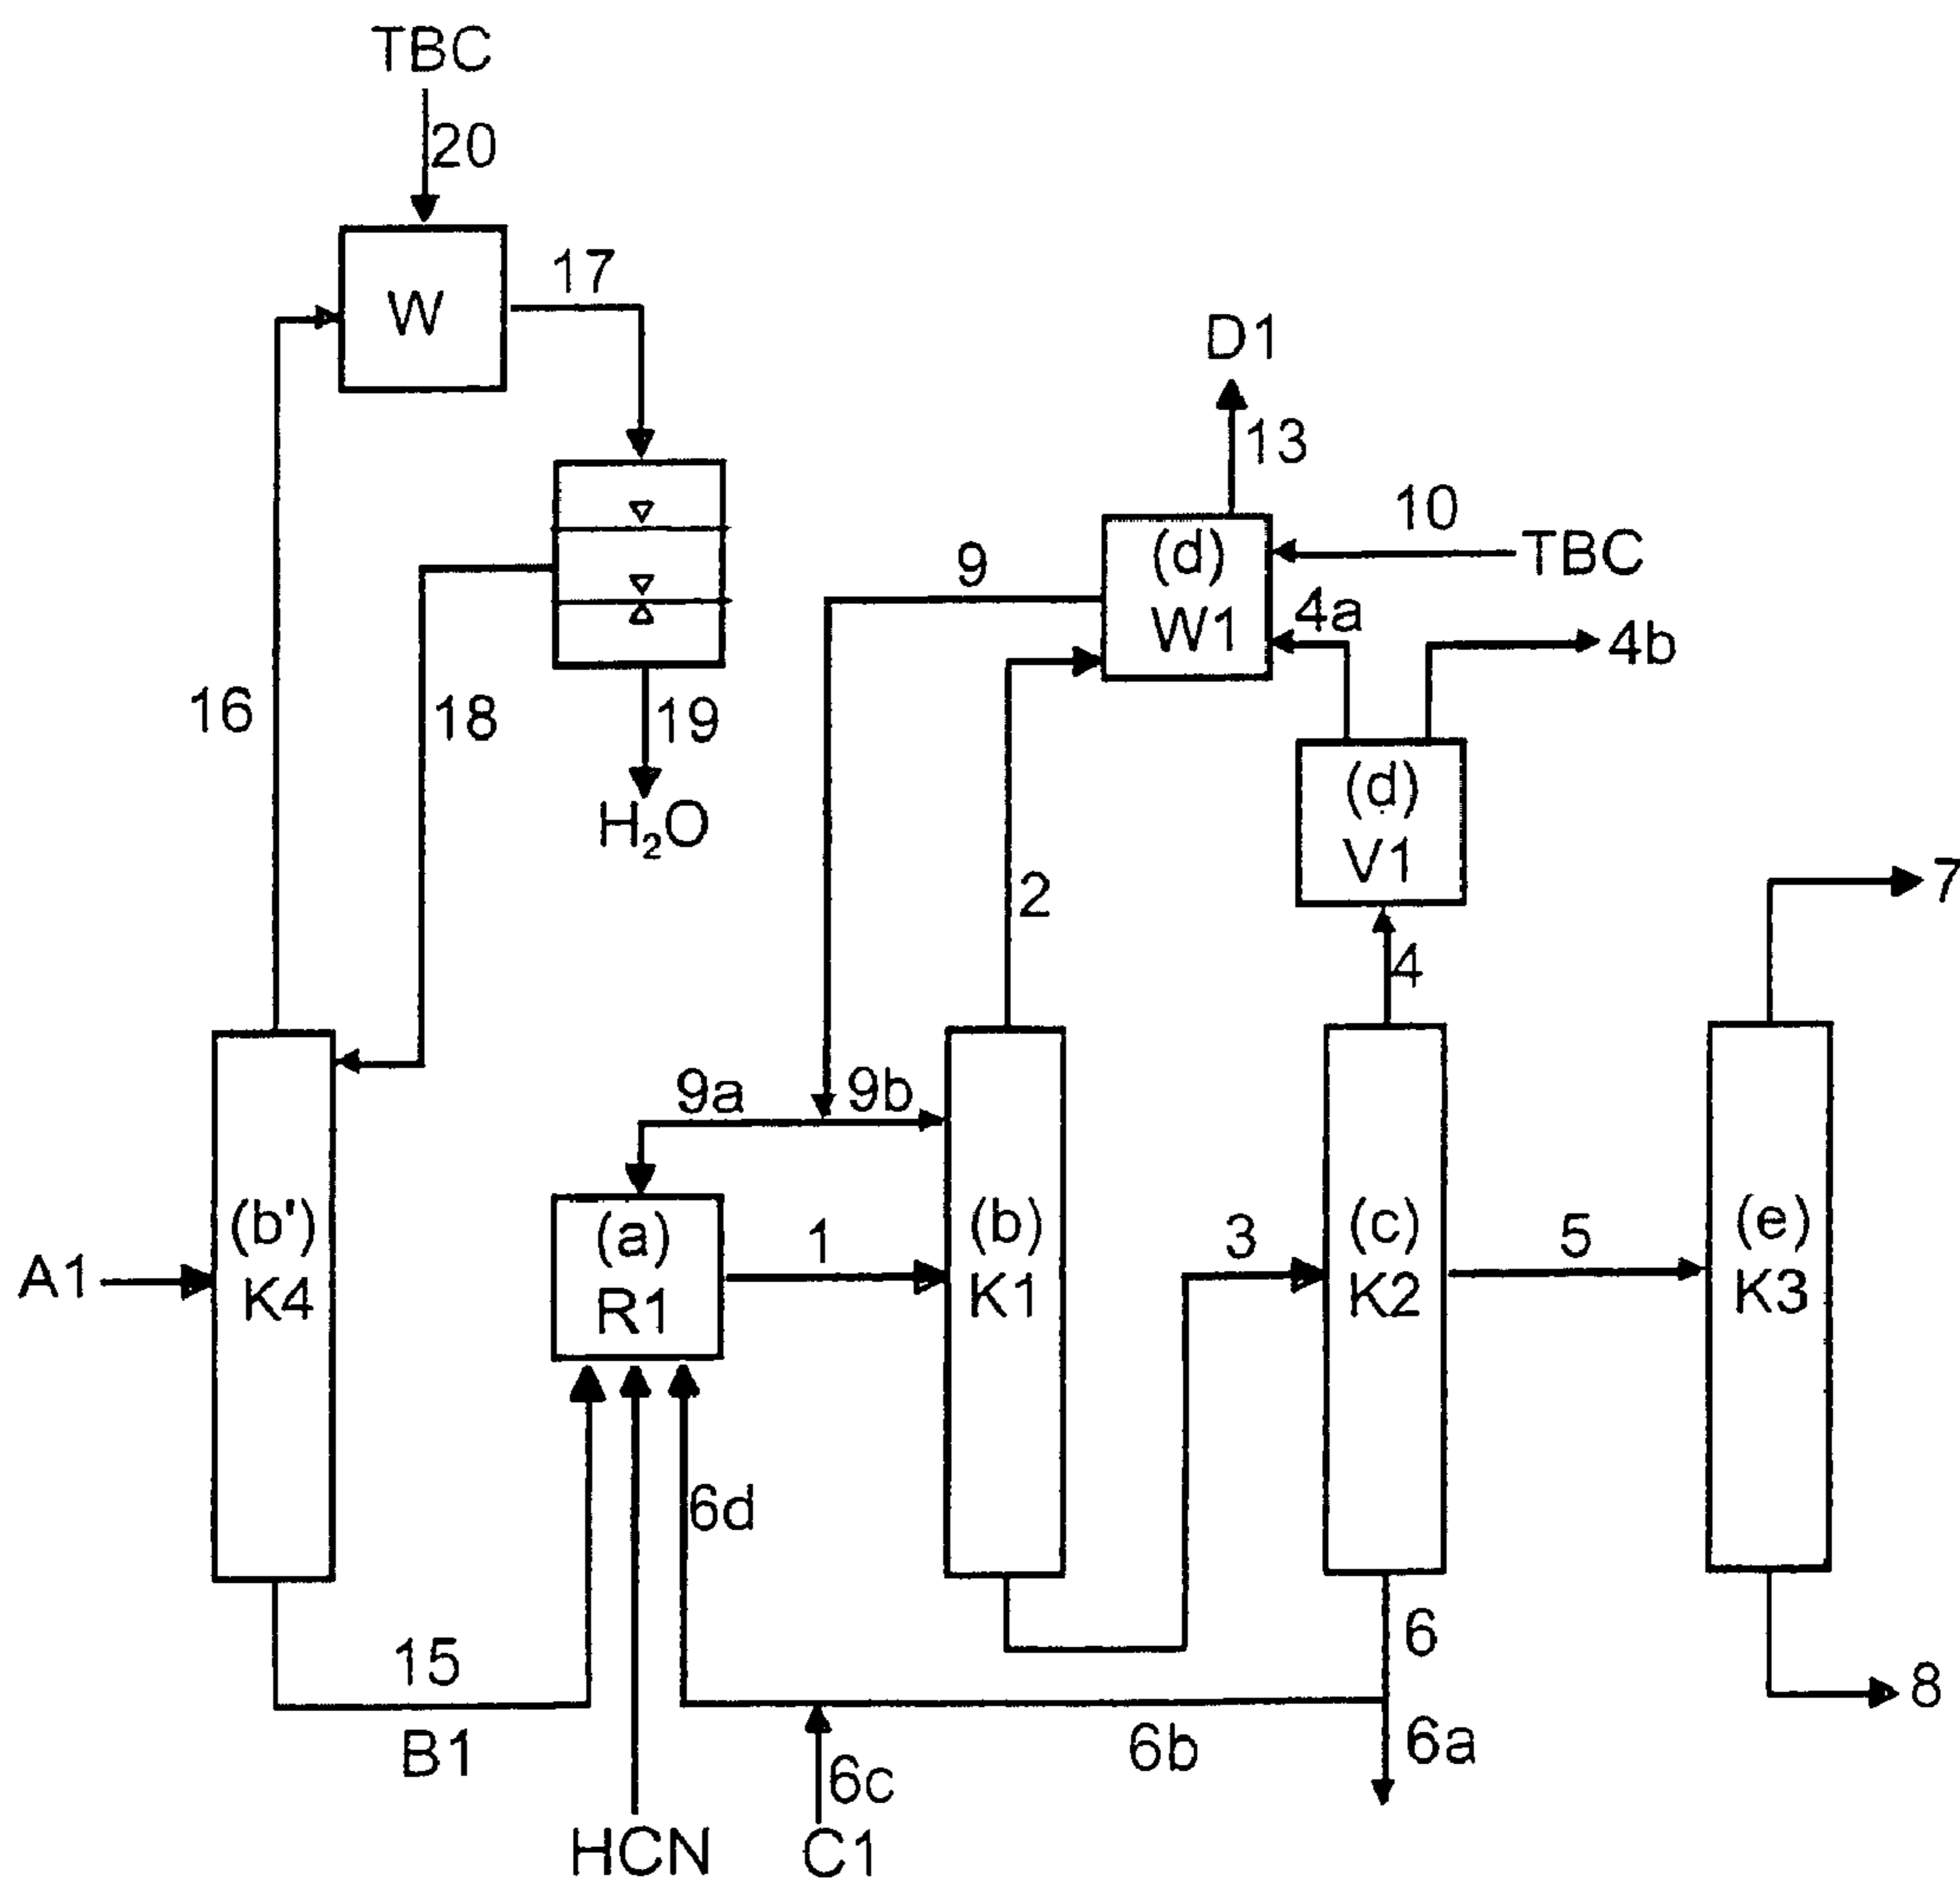 TBC
20
W
17
D1
13
10
TBC
(d)
W1
9
4a
4b
16
18
19
H₂O
(d)
V1
2
4
7
9a
9b
A1
(b')
K4
(a)
R1
1
(b)
K1
3
(c)
K2
5
(e)
K3
6d
15
B1
6
8
6b
6a
6c
HCN
C1